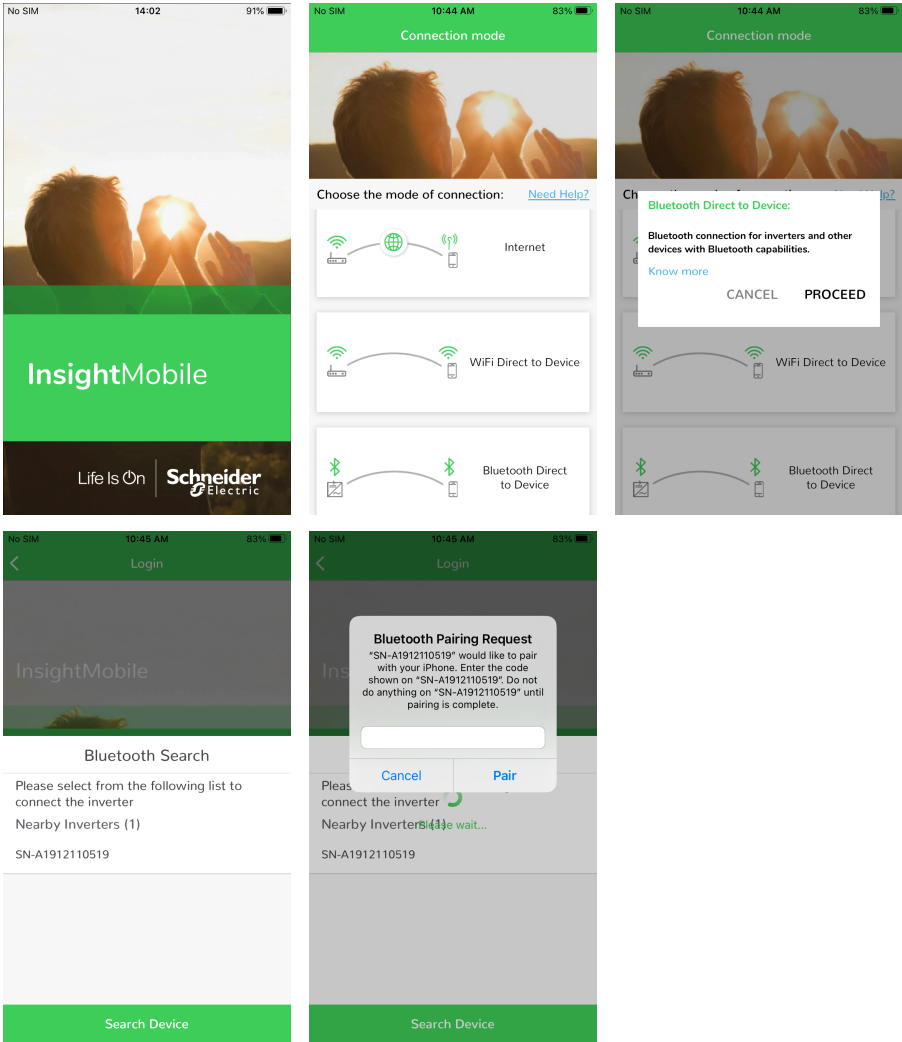 No SIM 14:02 91%
InsightMobile
Life Is On
Schneider
Electric
No SIM 10:44 AM 83%
Connection mode
Choose the mode of connection: Need Help?
Internet
WiFi Direct to Device
Bluetooth Direct
to Device
No SIM 10:44 AM 83%
Connection mode
Bluetooth Direct to Device:
Bluetooth connection for inverters and other
devices with Bluetooth capabilities.
Know more
CANCEL PROCEED
WiFi Direct to Device
Bluetooth Direct
to Device
No SIM 10:45 AM 83%
Login
InsightMobile
Bluetooth Search
Please select from the following list to
connect the inverter
Nearby Inverters (1)
SN-A1912110519
Search Device
No SIM 10:45 AM 83%
Login
Bluetooth Pairing Request
“SN-A1912110519” would like to pair
with your iPhone. Enter the code
shown on “SN-A1912110519”. Do not
do anything on “SN-A1912110519” until
pairing is complete.
Cancel Pair
connect the inverter
Nearby Inverters (1)
Please wait...
SN-A1912110519
Search Device